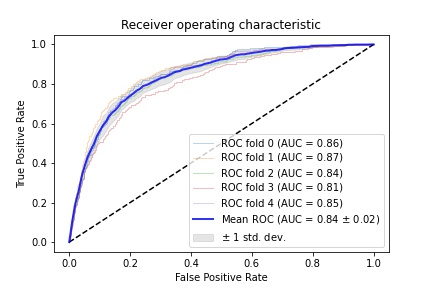 Receiver operating characteristic
True Positive Rate
1.0
0.8
0.6
0.4
0.2
0.0
ROC fold 0 (AUC = 0.86)
ROC fold 1 (AUC = 0.87)
ROC fold 2 (AUC = 0.84)
ROC fold 3 (AUC = 0.81)
ROC fold 4 (AUC = 0.85)
Mean ROC (AUC = 0.84 ± 0.02)
± 1 std. dev.
0.0 0.2 0.4 0.6 0.8 1.0
False Positive Rate